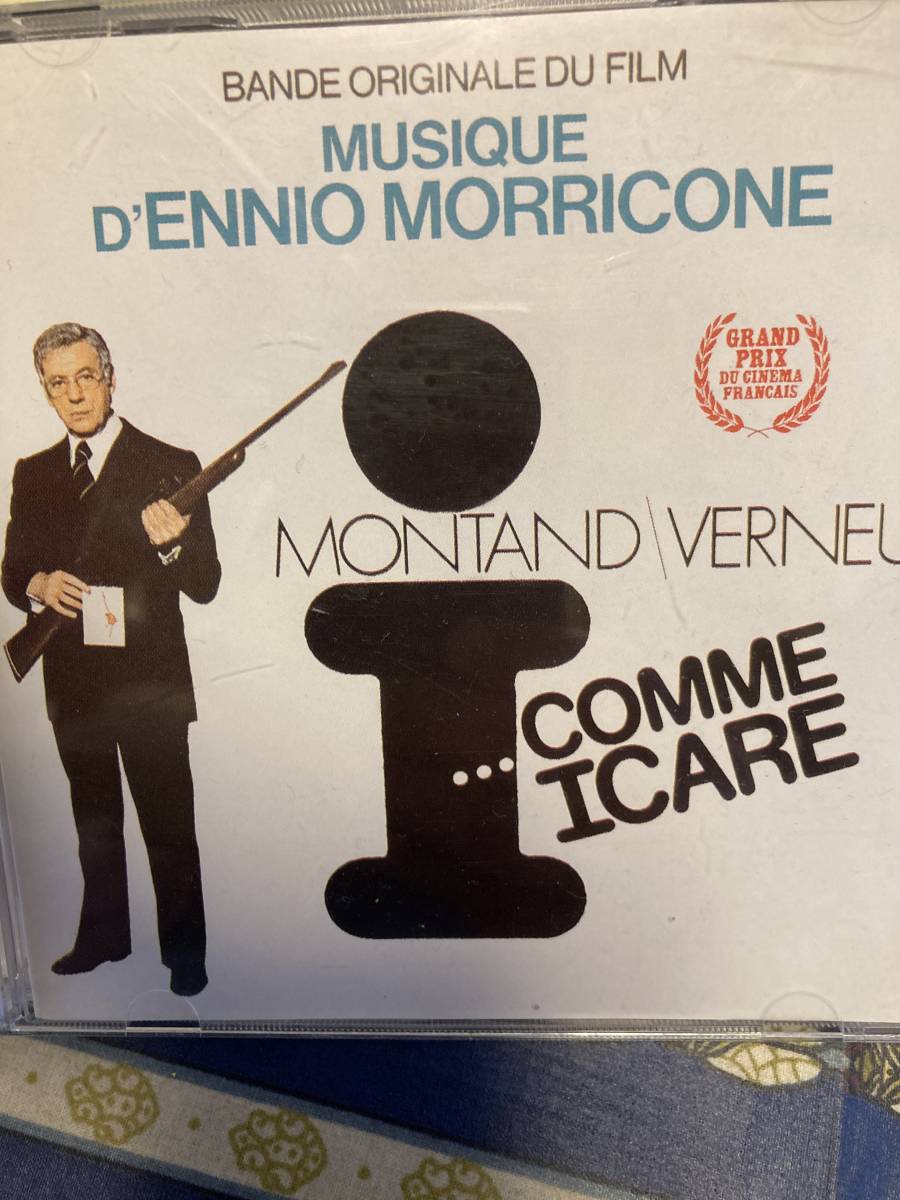 BANDE ORIGINALE DU FILM
MUSIQUE
D'ENNIO MORRICONE
GRAND
PRIX
DU CINEMA
FRANCAIS
MONTAND|VERNEU
i
...COMME
ICARE